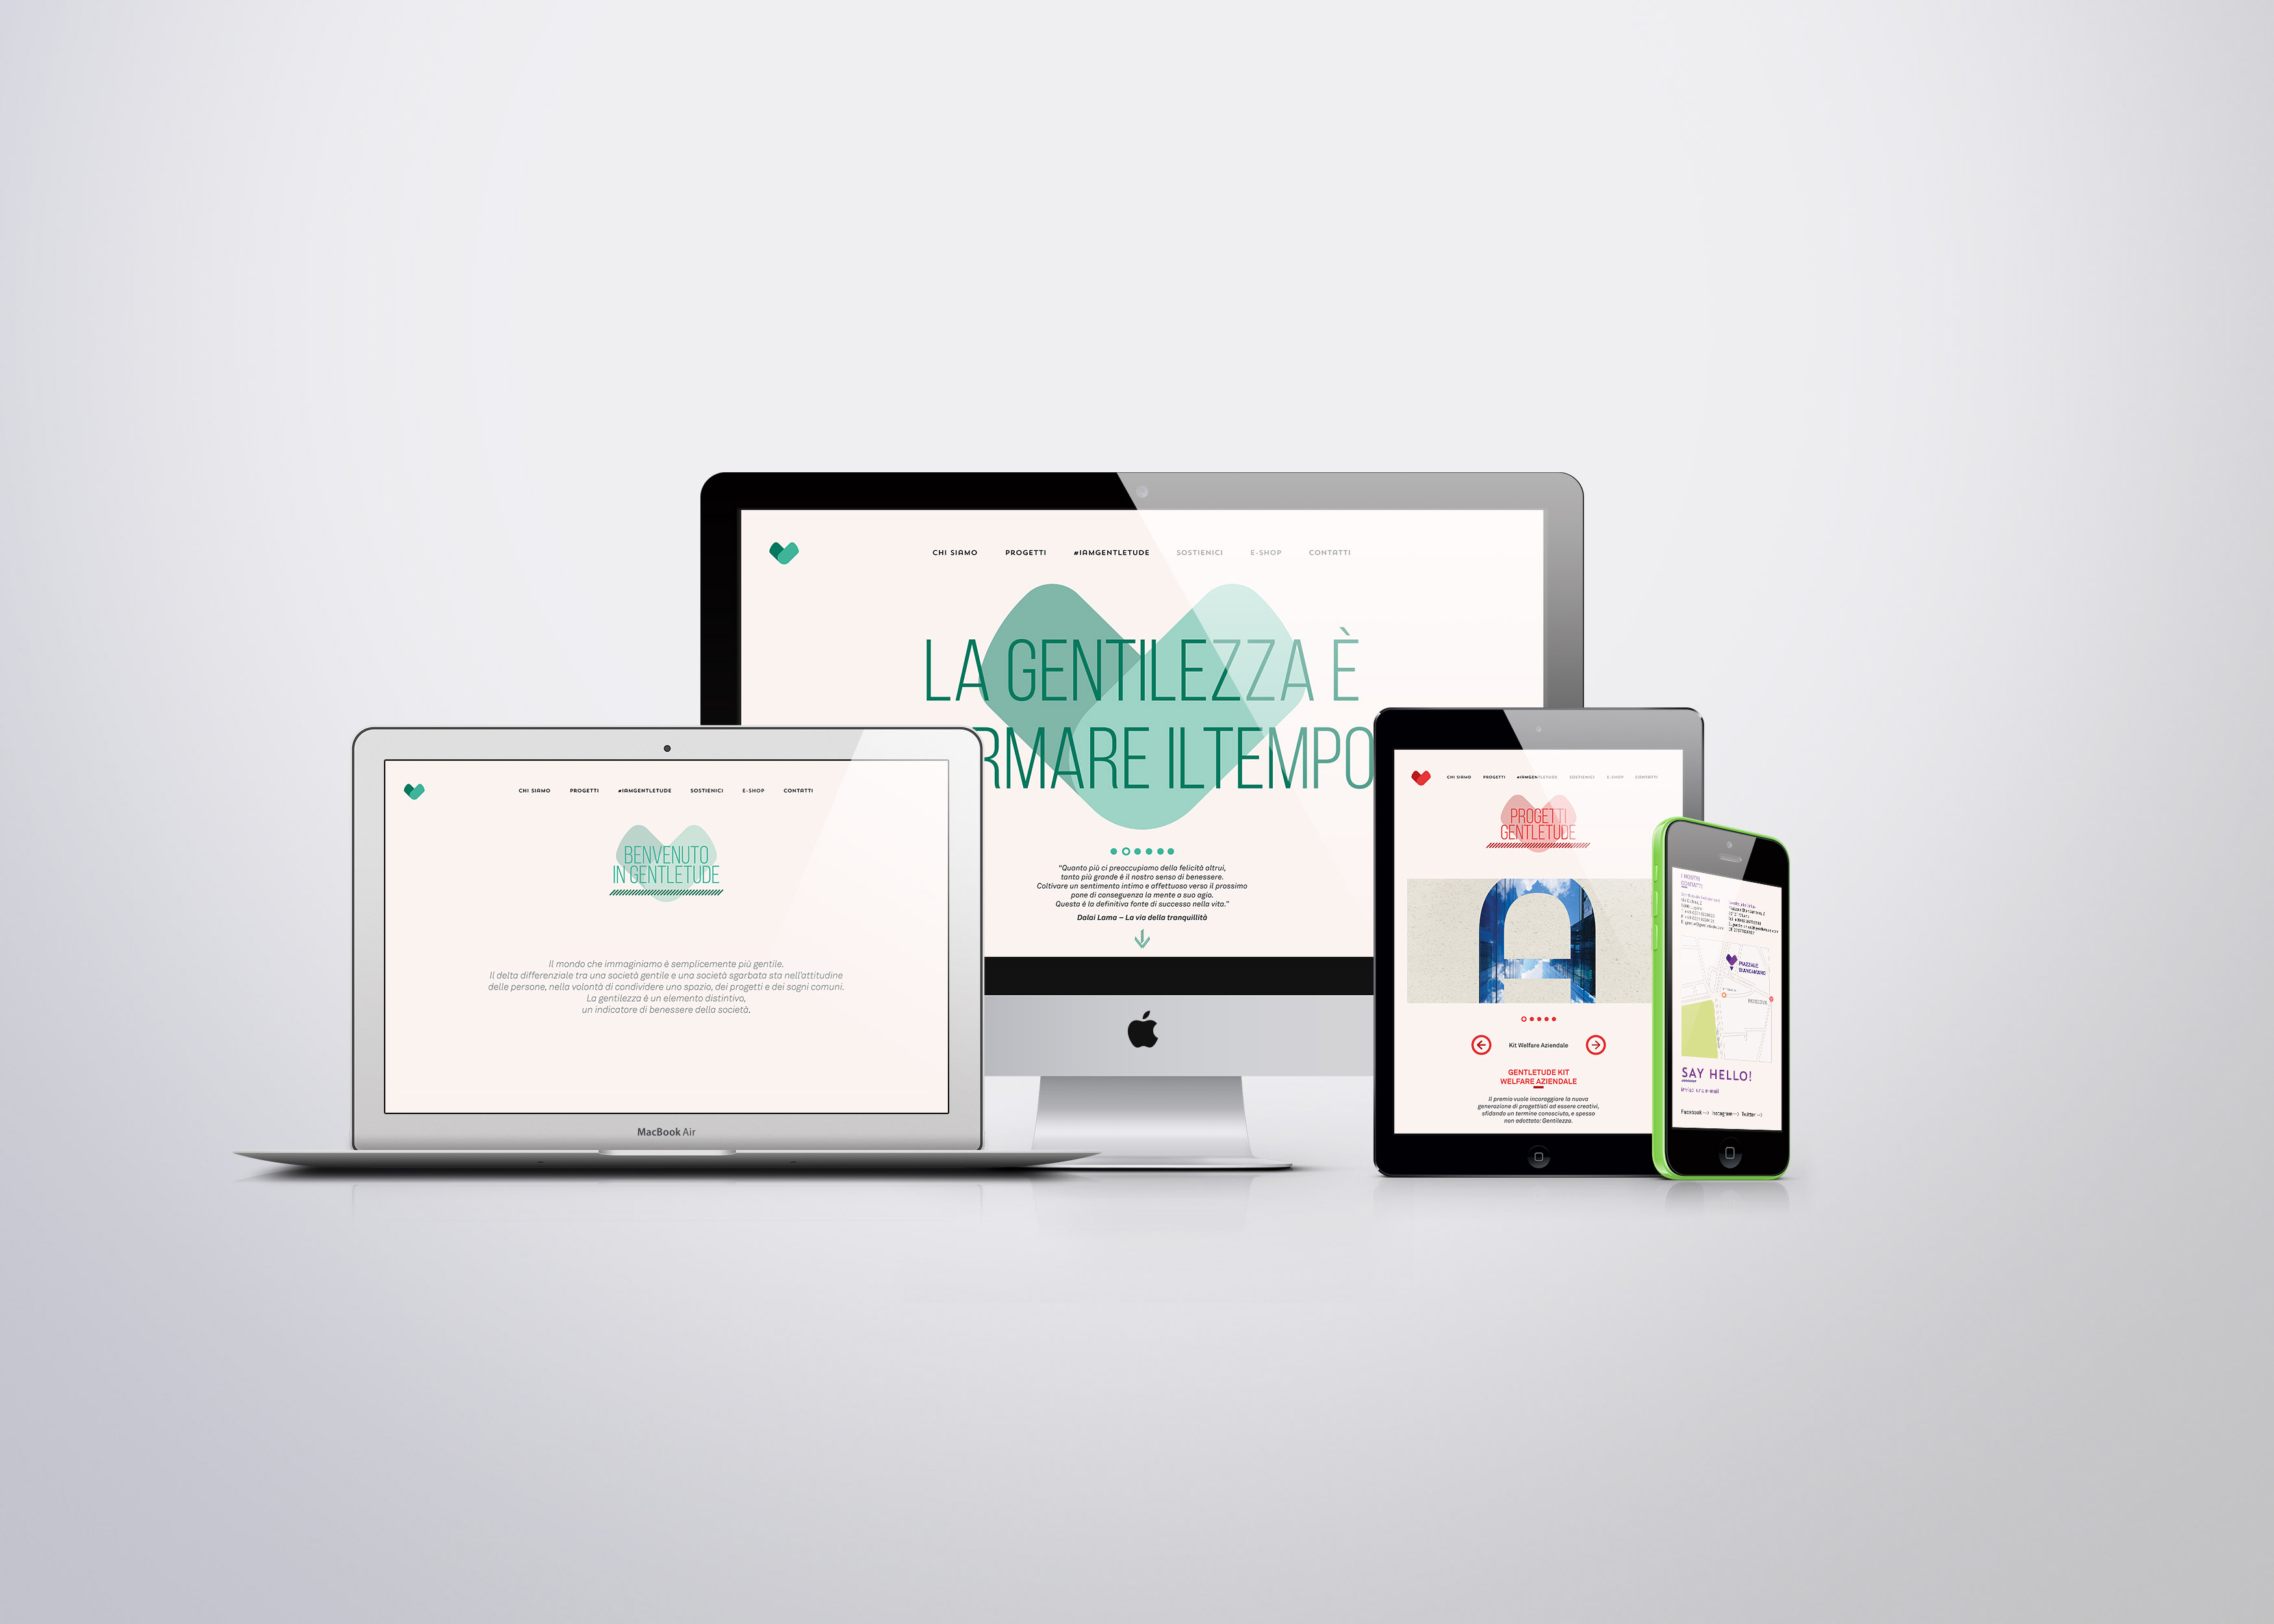 CHI SIAMO PROGETTI #IAMGENTLETUDE SOSTIENICI E-SHOP CONTATTI
LA GENTILEZZA È
RMARE IL TEMPO
"Quanto più ci preoccupiamo della felicità altrui,
tanto più grande è il nostro senso di benessere.
Coltivare un sentimento intimo e affettuoso verso il prossimo
pone di conseguenza la mente a suo agio.
Questa è la definitiva fonte di successo nella vita."
Dalai Lama – La via della tranquillità
CHI SIAMO PROGETTI #IAMGENTLETUDE SOSTIENICI E-SHOP CONTATTI
BENVENUTO
IN GENTLETUDE
Il mondo che immaginiamo è semplicemente più gentile.
Il delta differenziale tra una società gentile e una società sgarbata sta nell'attitudine
delle persone, nella volontà di condividere uno spazio, dei progetti e dei sogni comuni.
La gentilezza è un elemento distintivo,
un indicatore di benessere della società.
MacBook Air
CHI SIAMO PROGETTI #IAMGENTLETUDE SOSTIENICI E-SHOP CONTATTI
PROGETTI
GENTLETUDE
Kit Welfare Aziendale
GENTLETUDE KIT
WELFARE AZIENDALE
Il premio vuole incoraggiare la nuova
generazione di progettisti ad essere creativi,
sfidando un termine conosciuto, e spesso
non adottato: Gentilezza.
I NOSTRI
CONTATTI
PIAZZALE
BIANCAMANO
MOSCOVA
SAY HELLO!
Facebook Instagram Twitter